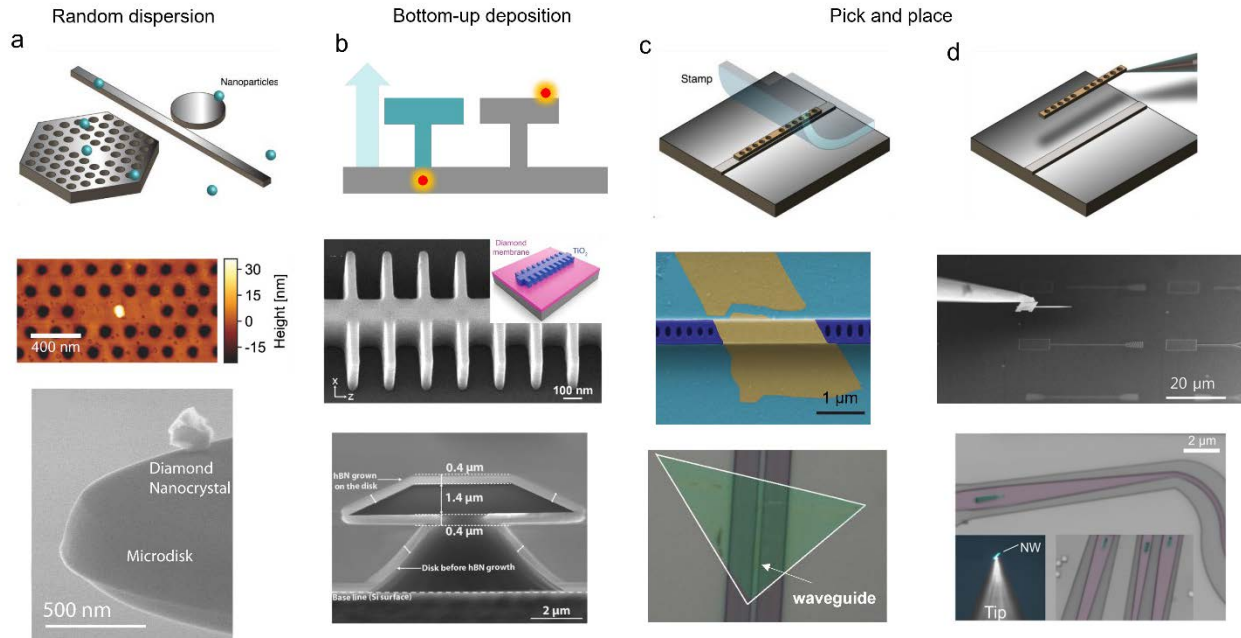 Random dispersion
Bottom-up deposition
Pick and place
a
Nanoparticles
400 nm
30
15
0
-15
Height [nm]
Diamond
Nanocrystal
Microdisk
500 nm
b
Diamond
membrane
TiO2
x
z
100 nm
hBN grown
on the disk
0.4 µm
1.4 µm
0.4 µm
Disk before hBN growth
Base line (Si surface)
2 µm
c
Stamp
1 µm
waveguide
d
20 µm
2 µm
NW
Tip